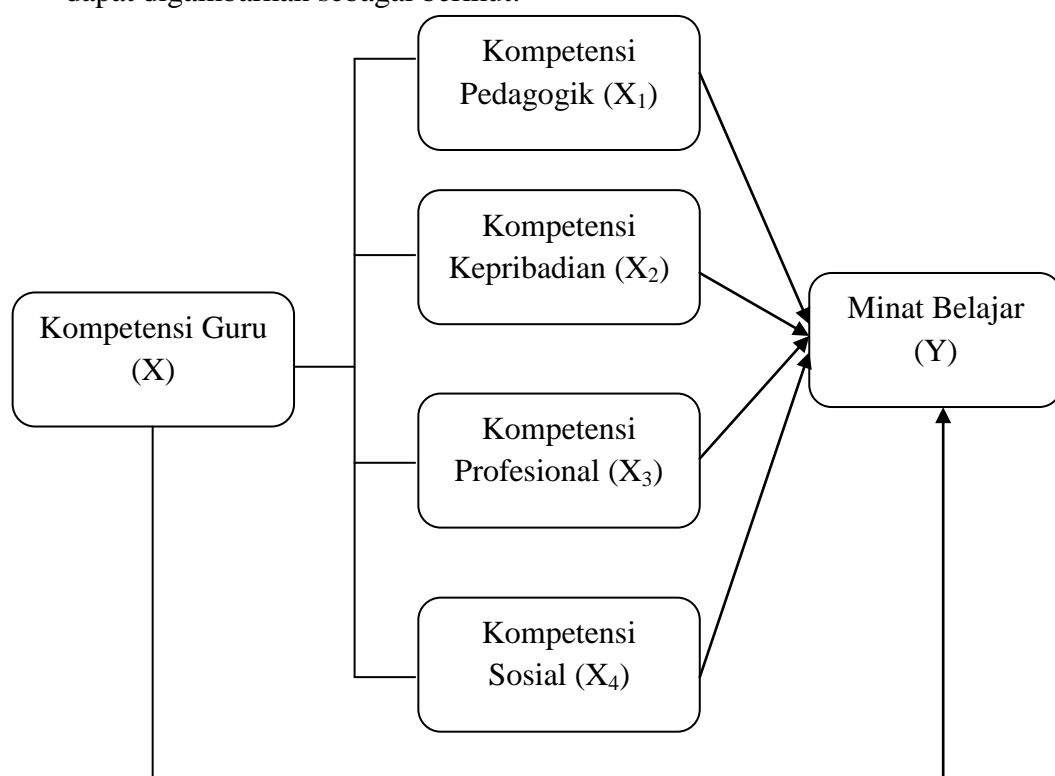 dapat digambarkan sebagai berikut:
Kompetensi
Pedagogik (X₁)
Kompetensi
Kepribadian (X₂)
Kompetensi Guru
(X)
Minat Belajar
(Y)
Kompetensi
Profesional (X₃)
Kompetensi
Sosial (X₄)